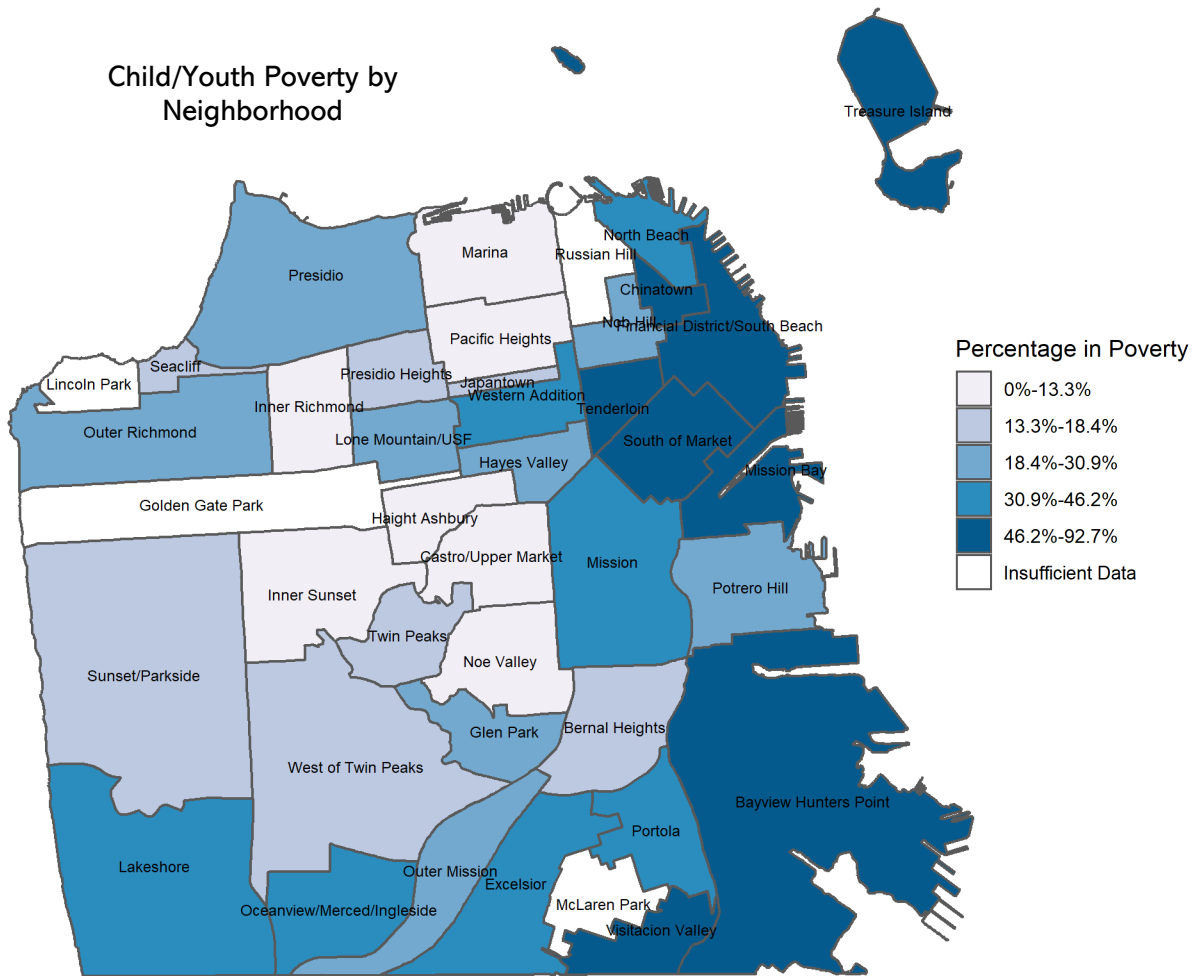 Child/Youth Poverty by
Neighborhood
Treasure Island
North Beach
Marina
Russian Hill
Presidio
Chinatown
Nob Hill
Financial District/South Beach
Pacific Heights
Seacliff
Presidio Heights
Lincoln Park
Japantown
Western Addition
Inner Richmond
Tenderloin
Outer Richmond
Lone Mountain/USF
South of Market
Hayes Valley
Mission Bay
Golden Gate Park
Haight Ashbury
Castro/Upper Market
Mission
Potrero Hill
Inner Sunset
Twin Peaks
Noe Valley
Sunset/Parkside
Bernal Heights
Glen Park
West of Twin Peaks
Bayview Hunters Point
Portola
Lakeshore
Outer Mission
Excelsior
McLaren Park
Oceanview/Merced/Ingleside
Visitacion Valley
Percentage in Poverty
0%-13.3%
13.3%-18.4%
18.4%-30.9%
30.9%-46.2%
46.2%-92.7%
Insufficient Data